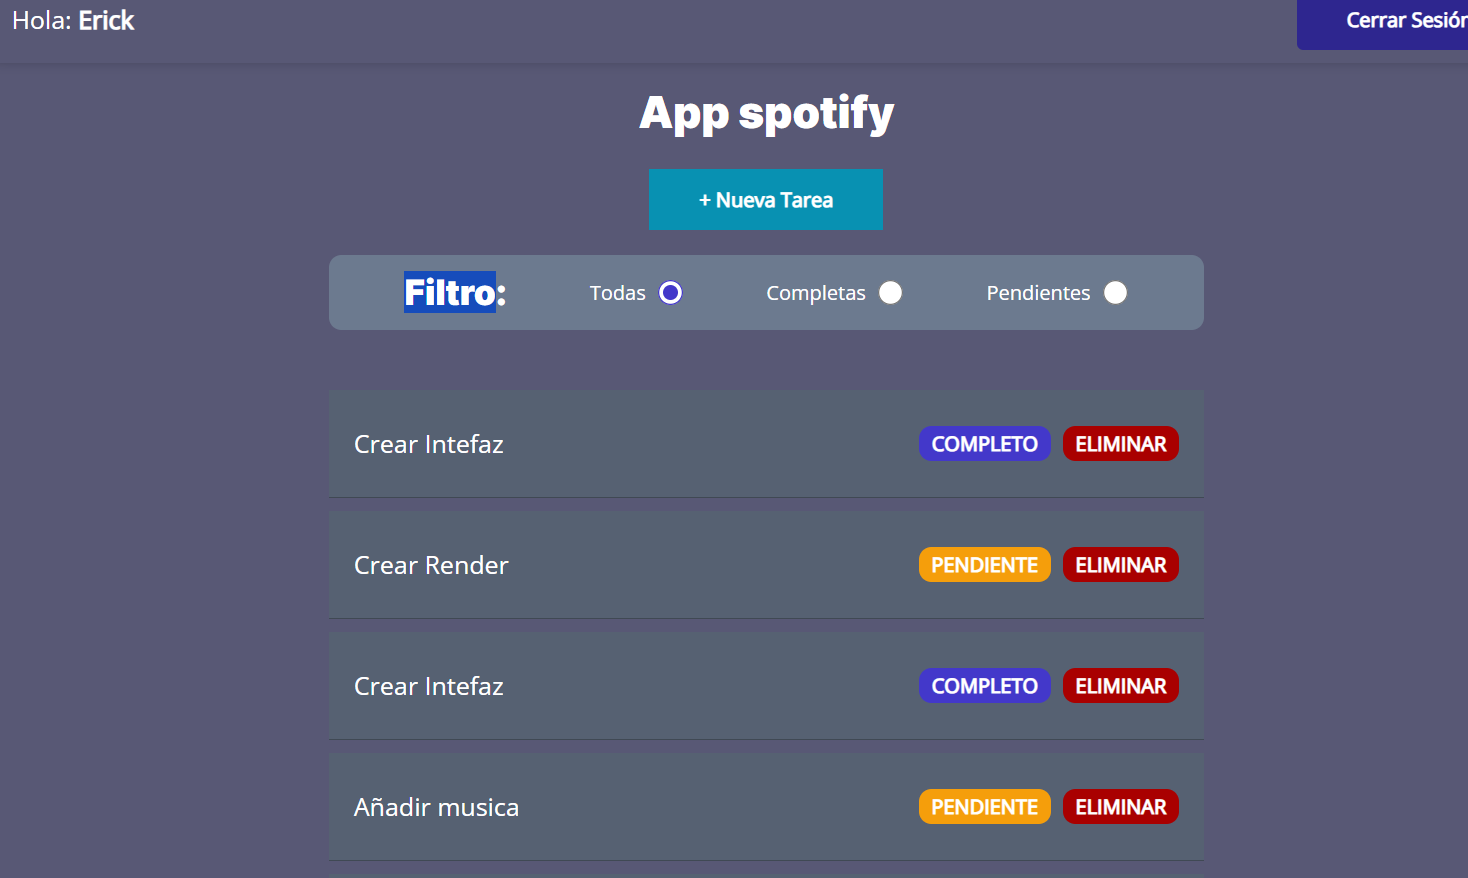 Hola: Erick
Cerrar Sesión
App spotify
+ Nueva Tarea
Filtro: Todas Completas Pendientes
Crear Intefaz COMPLETO ELIMINAR
Crear Render PENDIENTE ELIMINAR
Crear Intefaz COMPLETO ELIMINAR
Añadir musica PENDIENTE ELIMINAR